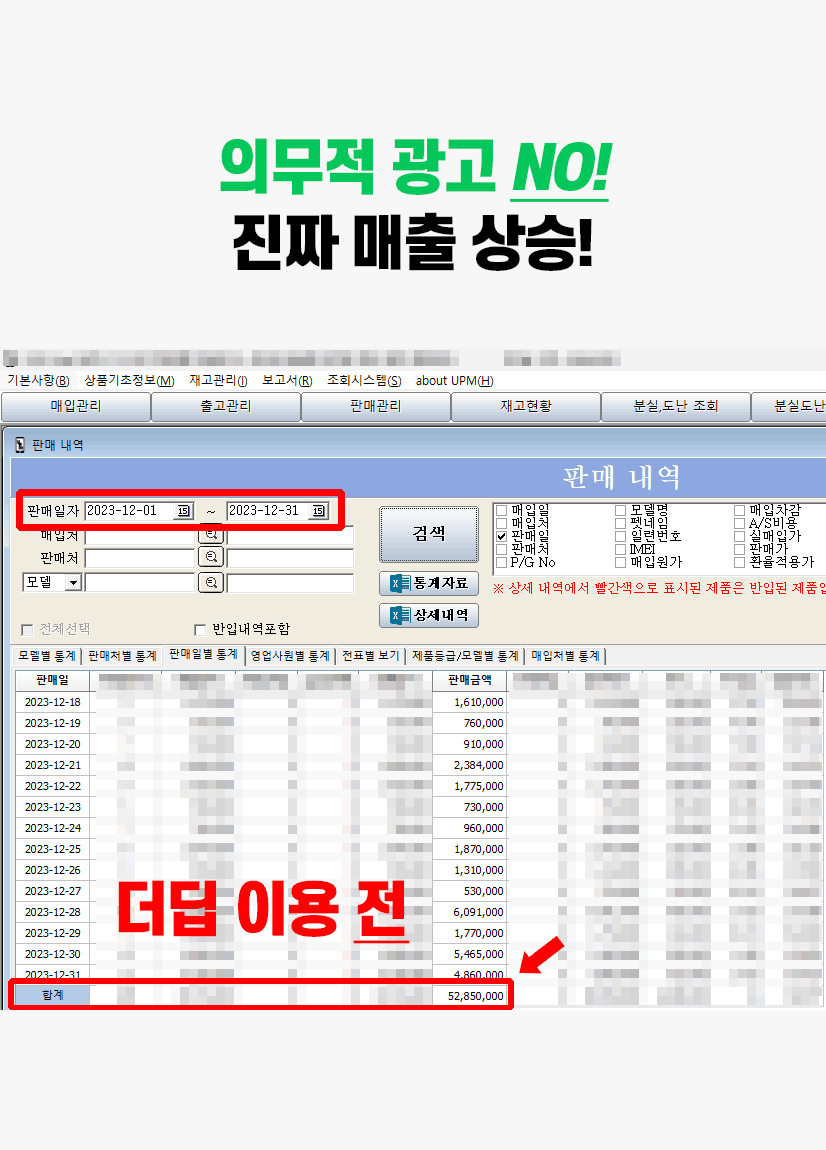 의무적 광고 NO!
진짜 매출 상승!
기본사항(B) 상품기초정보(M) 재고관리(I) 보고서(R) 조회시스템(S) about UPM(H)
매입관리 출고관리 판매관리 재고현황 분실,도난 조회 분실도난
판매 내역
판매 내역
판매일자 2023-12-01 15 ~ 2023-12-31 15
매입처
판매처
모델
검색
통계자료
상세내역
매입일 모델명 매입차감
매입처 펫네임 A/S비용
판매일 일련번호 실매입가
판매처 IMEI 판매가
P/G No 매입원가 환율적용가
※ 상세 내역에서 빨간색으로 표시된 제품은 반입된 제품입
전체선택 반입내역포함
모델별 통계 판매처별 통계 판매일별 통계 영업사원별 통계 전표별 보기 제품등급/모델별 통계 매입처별 통계
판매일 판매금액
2023-12-18 1,610,000
2023-12-19 760,000
2023-12-20 910,000
2023-12-21 2,384,000
2023-12-22 1,775,000
2023-12-23 730,000
2023-12-24 960,000
2023-12-25 1,870,000
2023-12-26 1,310,000
2023-12-27 530,000
2023-12-28 6,091,000
2023-12-29 1,770,000
2023-12-30 5,465,000
2023-12-31 4,860,000
합계 52,850,000
더딥 이용 전